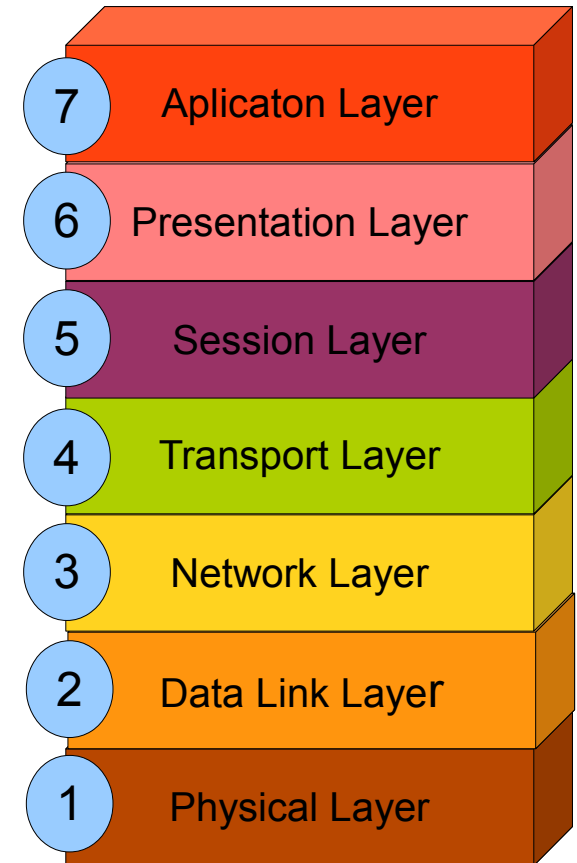 7 Aplicaton Layer
6 Presentation Layer
5 Session Layer
4 Transport Layer
3 Network Layer
2 Data Link Layer
1 Physical Layer